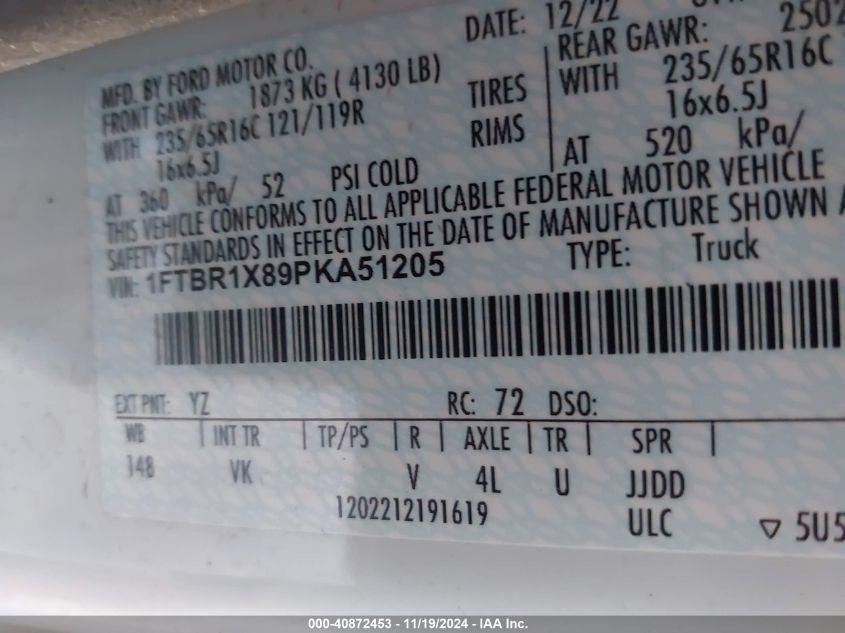 DATE: 12/22
MFD. BY FORD MOTOR CO.
FRONT GAWR: 1873 KG ( 4130 LB)
REAR GAWR: 2502
WITH 235/65R16C 121/119R TIRES WITH 235/65R16C
16x6.5J RIMS 16x6.5J
AT 360 kPa/ 52 PSI COLD AT 520 kPa/
THIS VEHICLE CONFORMS TO ALL APPLICABLE FEDERAL MOTOR VEHICLE
SAFETY STANDARDS IN EFFECT ON THE DATE OF MANUFACTURE SHOWN
VIN: 1FTBR1X89PKA51205 TYPE: Truck
EXT PNT: YZ RC: 72 DSO:
WB | INT TR | TP/PS | R | AXLE | TR | SPR |
148 VK V 4L U JJDD
1202212191619 ULC ▽ 5U5
000-40872453 - 11/19/2024 - IAA Inc.